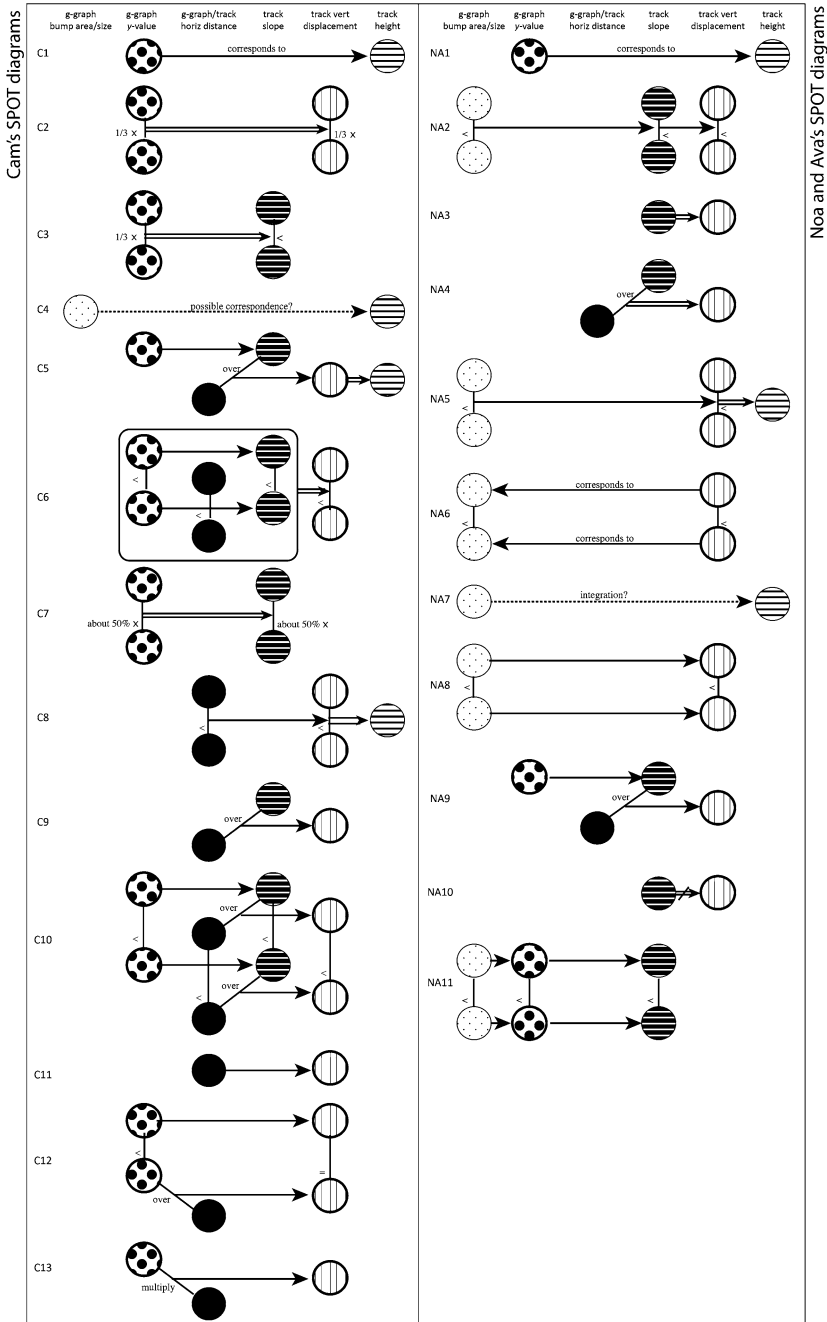 Cam's SPOT diagrams
g-graph bump area/size
g-graph y-value
g-graph/track horiz distance
track slope
track vert displacement
track height
C1
corresponds to
C2
1/3 x
1/3 x
C3
1/3 x
<
C4
possible correspondence?
C5
over
C6
<
<
<
<
C7
about 50% x
about 50% x
C8
<
<
C9
over
C10
over
<
<
over
<
<
C11
C12
<
=
over
C13
multiply
Noa and Ava's SPOT diagrams
g-graph bump area/size
g-graph y-value
g-graph/track horiz distance
track slope
track vert displacement
track height
NA1
corresponds to
NA2
<
<
<
NA3
NA4
over
NA5
<
<
NA6
corresponds to
<
<
corresponds to
NA7
integration?
NA8
<
<
NA9
over
NA10
NA11
<
<
<